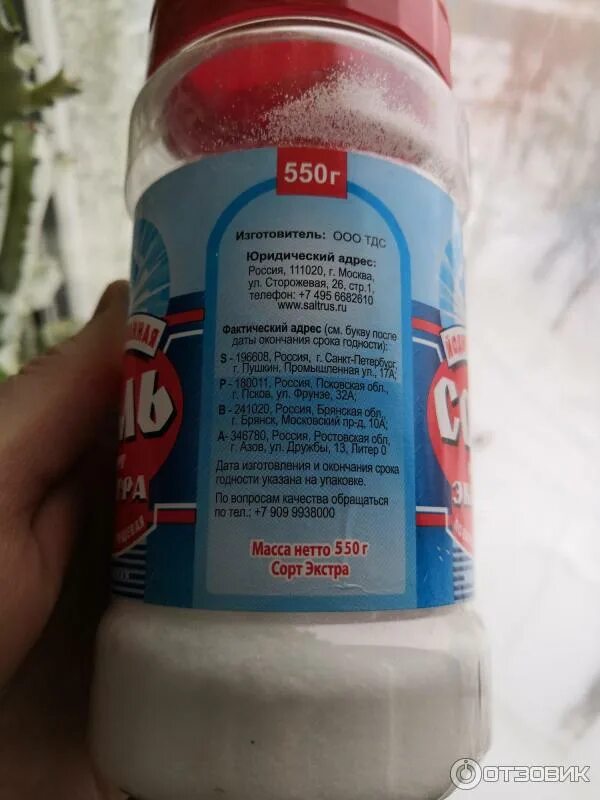 550г
Изготовитель: ООО ТДС
Юридический адрес:
Россия, 111020, г. Москва,
ул. Сторожевая, 26, стр.1,
телефон: +7 495 6682610
www.saltrus.ru
Фактический адрес (см. букву после
даты окончания срока годности):
S - 196608, Россия, г. Санкт-Петербург,
г. Пушкин, Промышленная ул., 17А;
Р - 180011, Россия, Псковская обл.,
г. Псков, ул. Фрунзе, 32А;
В - 241020, Россия, Брянская обл.,
г. Брянск, Московский пр-д, 10А;
А- 346780, Россия, Ростовская обл,
г. Азов, ул. Дружбы, 13, Литер 0
Дата изготовления и окончания срока
годности указана на упаковке.
По вопросам качества обращаться
по тел.: +7 909 9938000
Масса нетто 550 г
Сорт Экстра
ОТЗОВИК